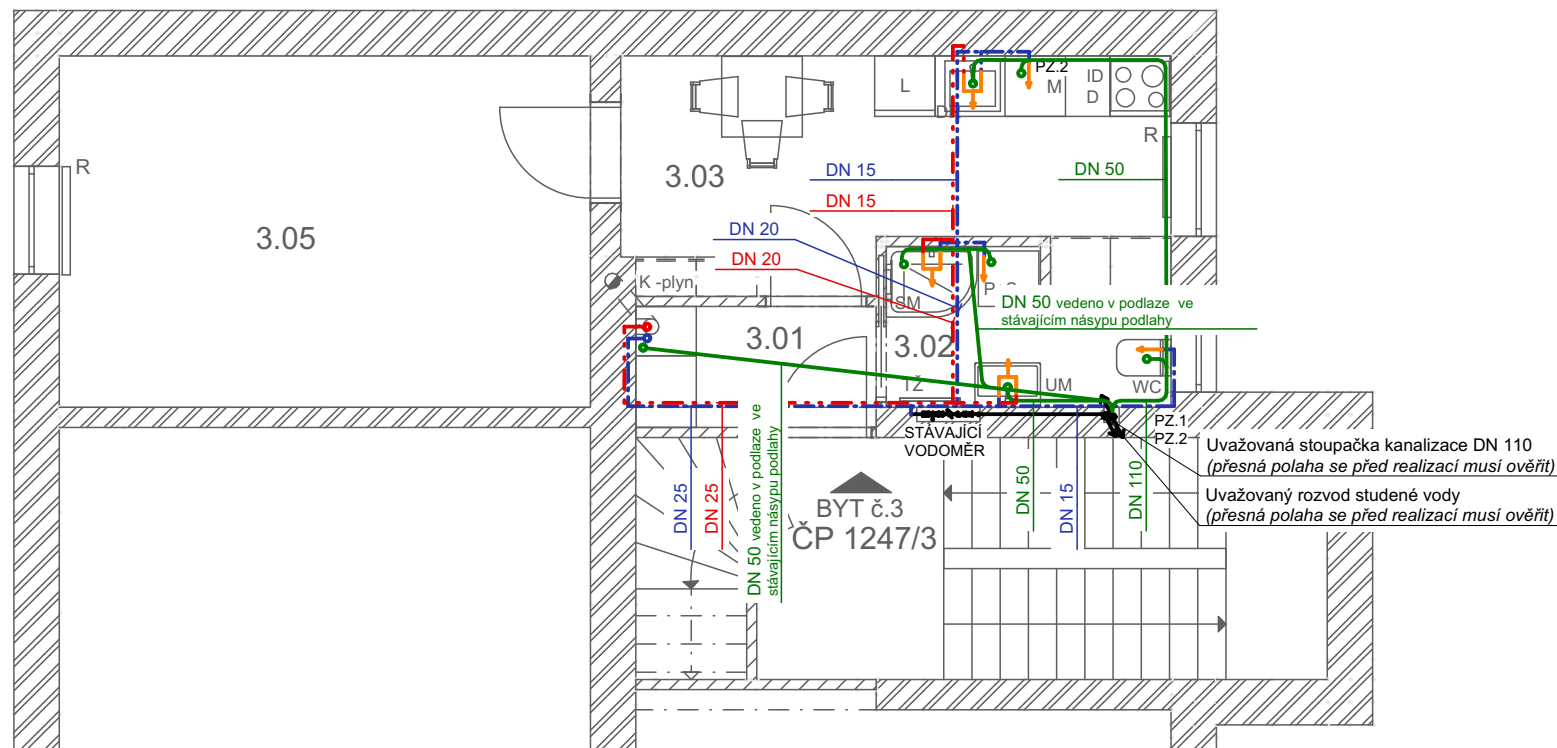 PZ.2
L
M
ID
D
D
R
R
3.03
DN 15
DN 50
DN 15
3.05
DN 20
DN 20
K -plyn
SM
DN 50 vedeno v podlaze ve
stávajícím násypu podlahy
3.01
3.02
TŽ
UM
WC
PZ.1
PZ.2
STÁVAJÍCÍ
VODOMĚR
Uvažovaná stoupačka kanalizace DN 110
(přesná polaha se před realizací musí ověřit)
Uvažovaný rozvod studené vody
(přesná polaha se před realizací musí ověřit)
DN 25
DN 25
DN 50 vedeno v podlaze ve
stávajícím násypu podlahy
DN 50
DN 15
DN 110
BYT č.3
ČP 1247/3